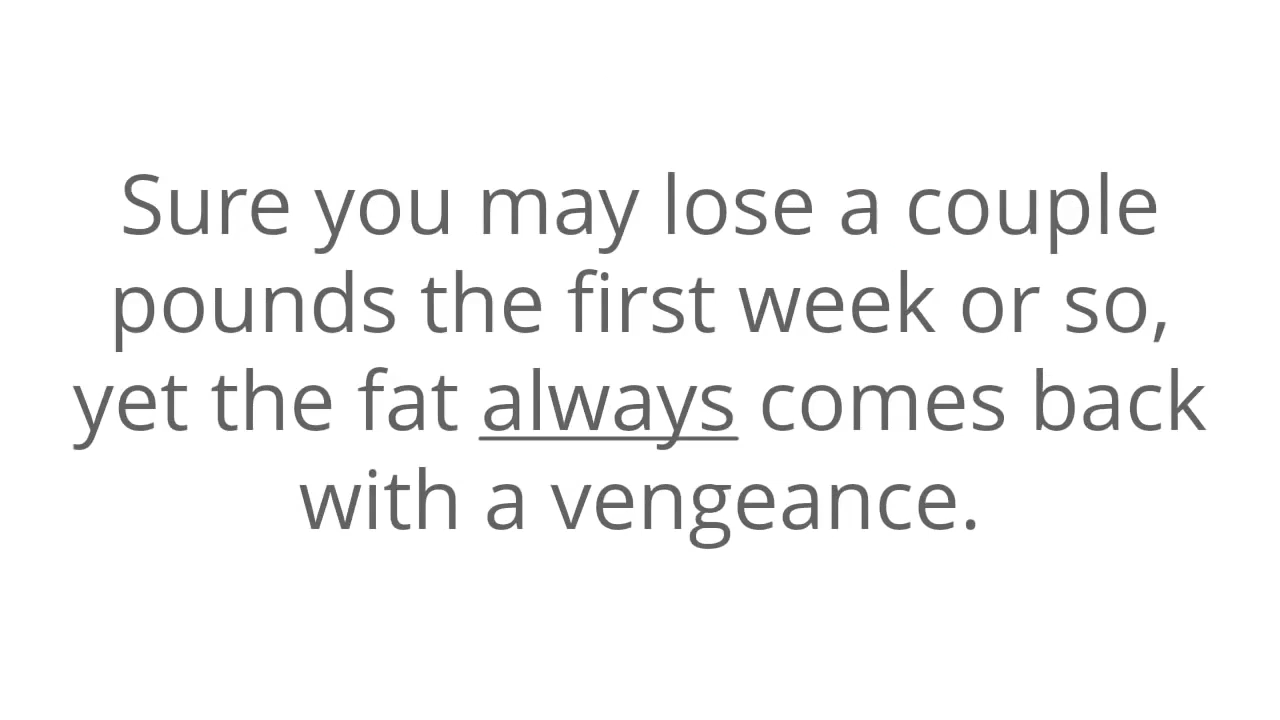 Sure you may lose a couple
pounds the first week or so,
yet the fat always comes back
with a vengeance.